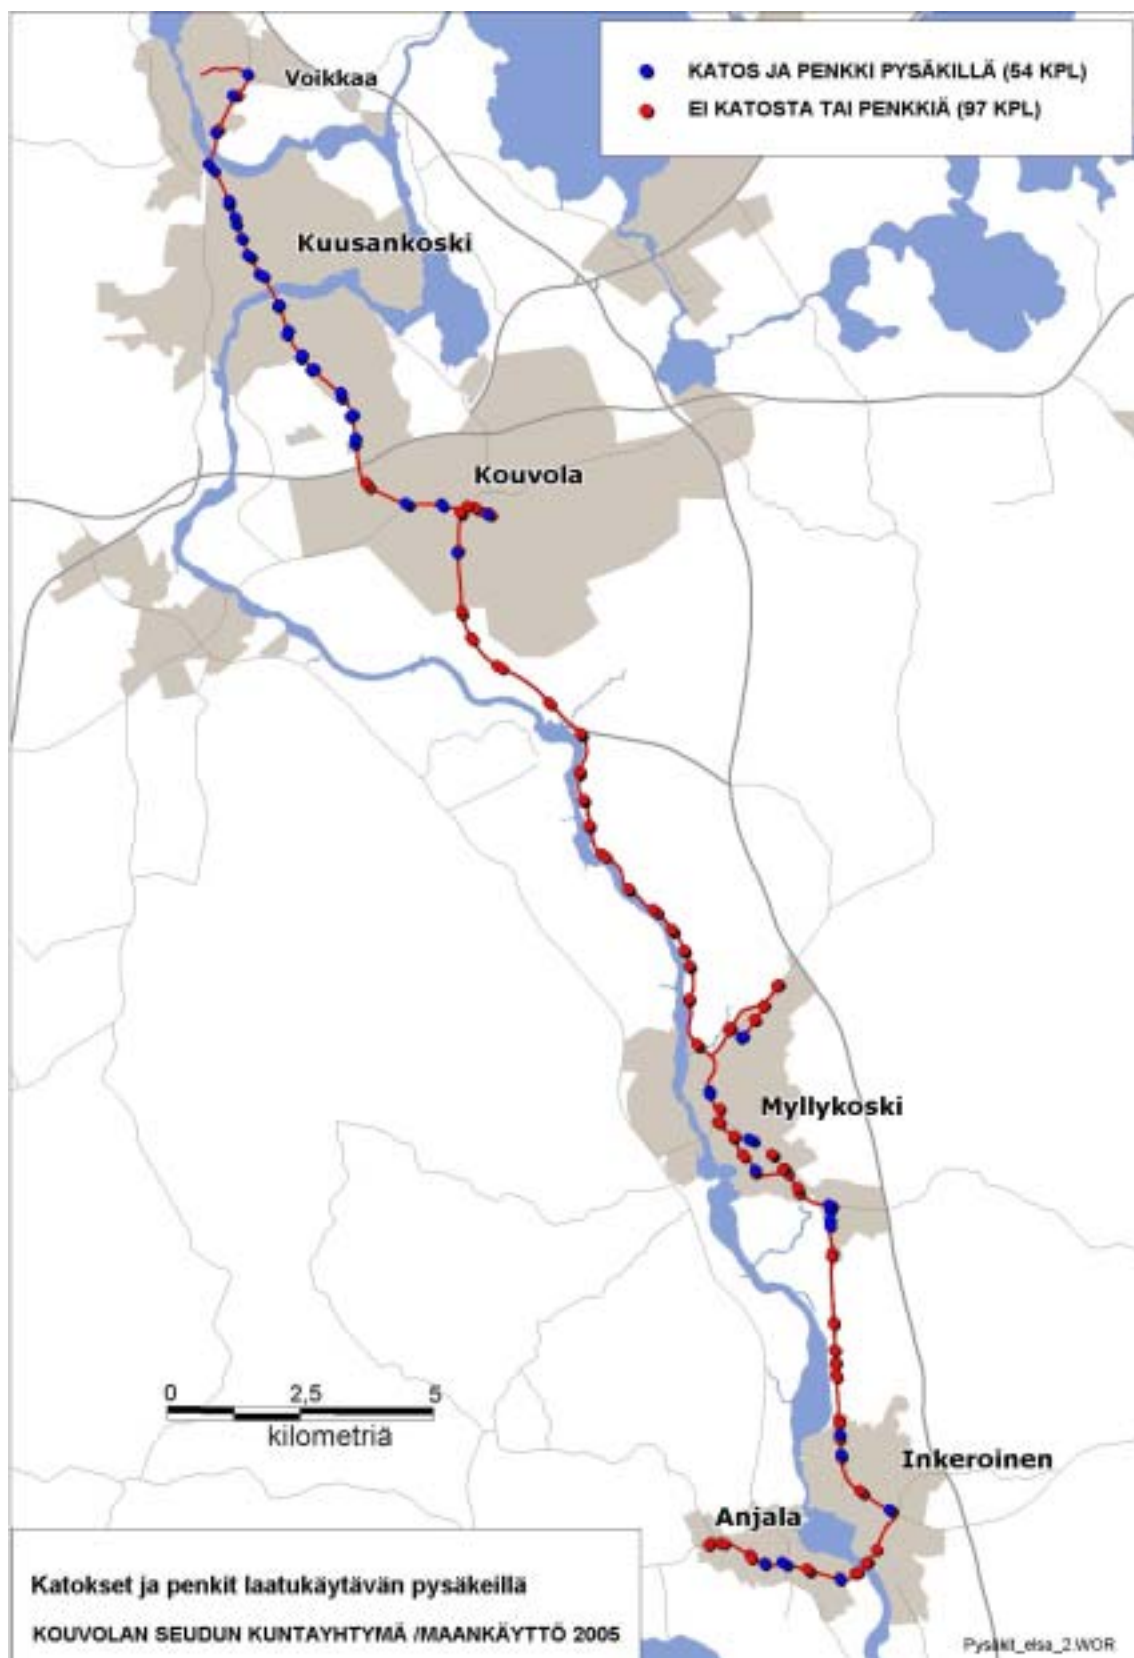 KATOS JA PENKKI PYSÄKILLÄ (54 KPL)
EI KATOSTA TAI PENKKIÄ (97 KPL)
Voikkaa
Kuusankoski
Kouvola
Myllykoski
0 2,5 5
kilometriä
Inkeroinen
Anjala
Katokset ja penkit laatukäytävän pysäkeillä
KOUVOLAN SEUDUN KUNTAYHTYMÄ /MAANKÄYTTÖ 2005
Pysäkit_elsa_2.WOR